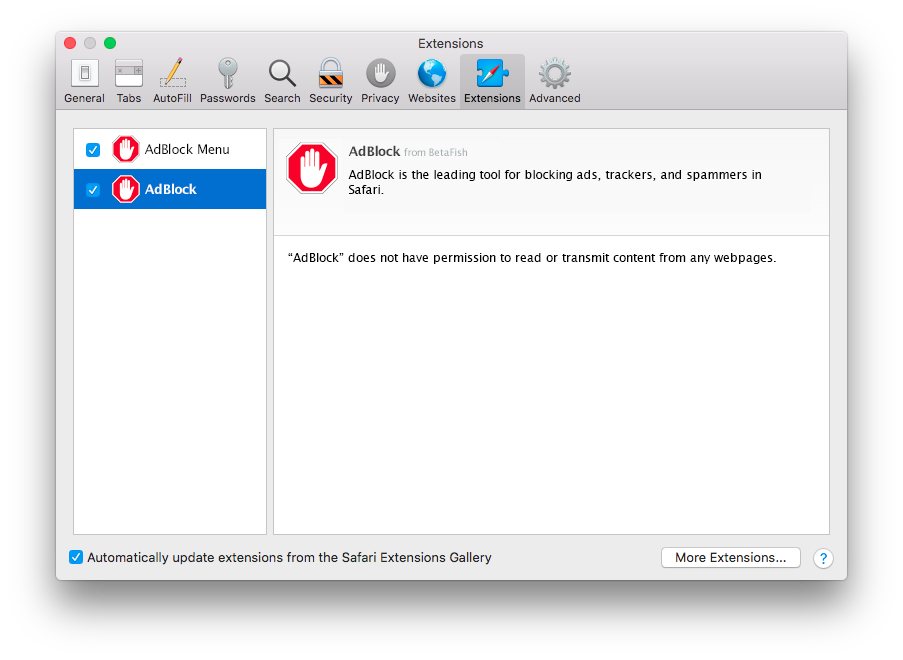 Extensions
General
Tabs
AutoFill
Passwords
Search
Security
Privacy
Websites
Extensions
Advanced
AdBlock Menu
AdBlock
AdBlock from BetaFish
AdBlock is the leading tool for blocking ads, trackers, and spammers in
Safari.
“AdBlock” does not have permission to read or transmit content from any webpages.
Automatically update extensions from the Safari Extensions Gallery
More Extensions...
?